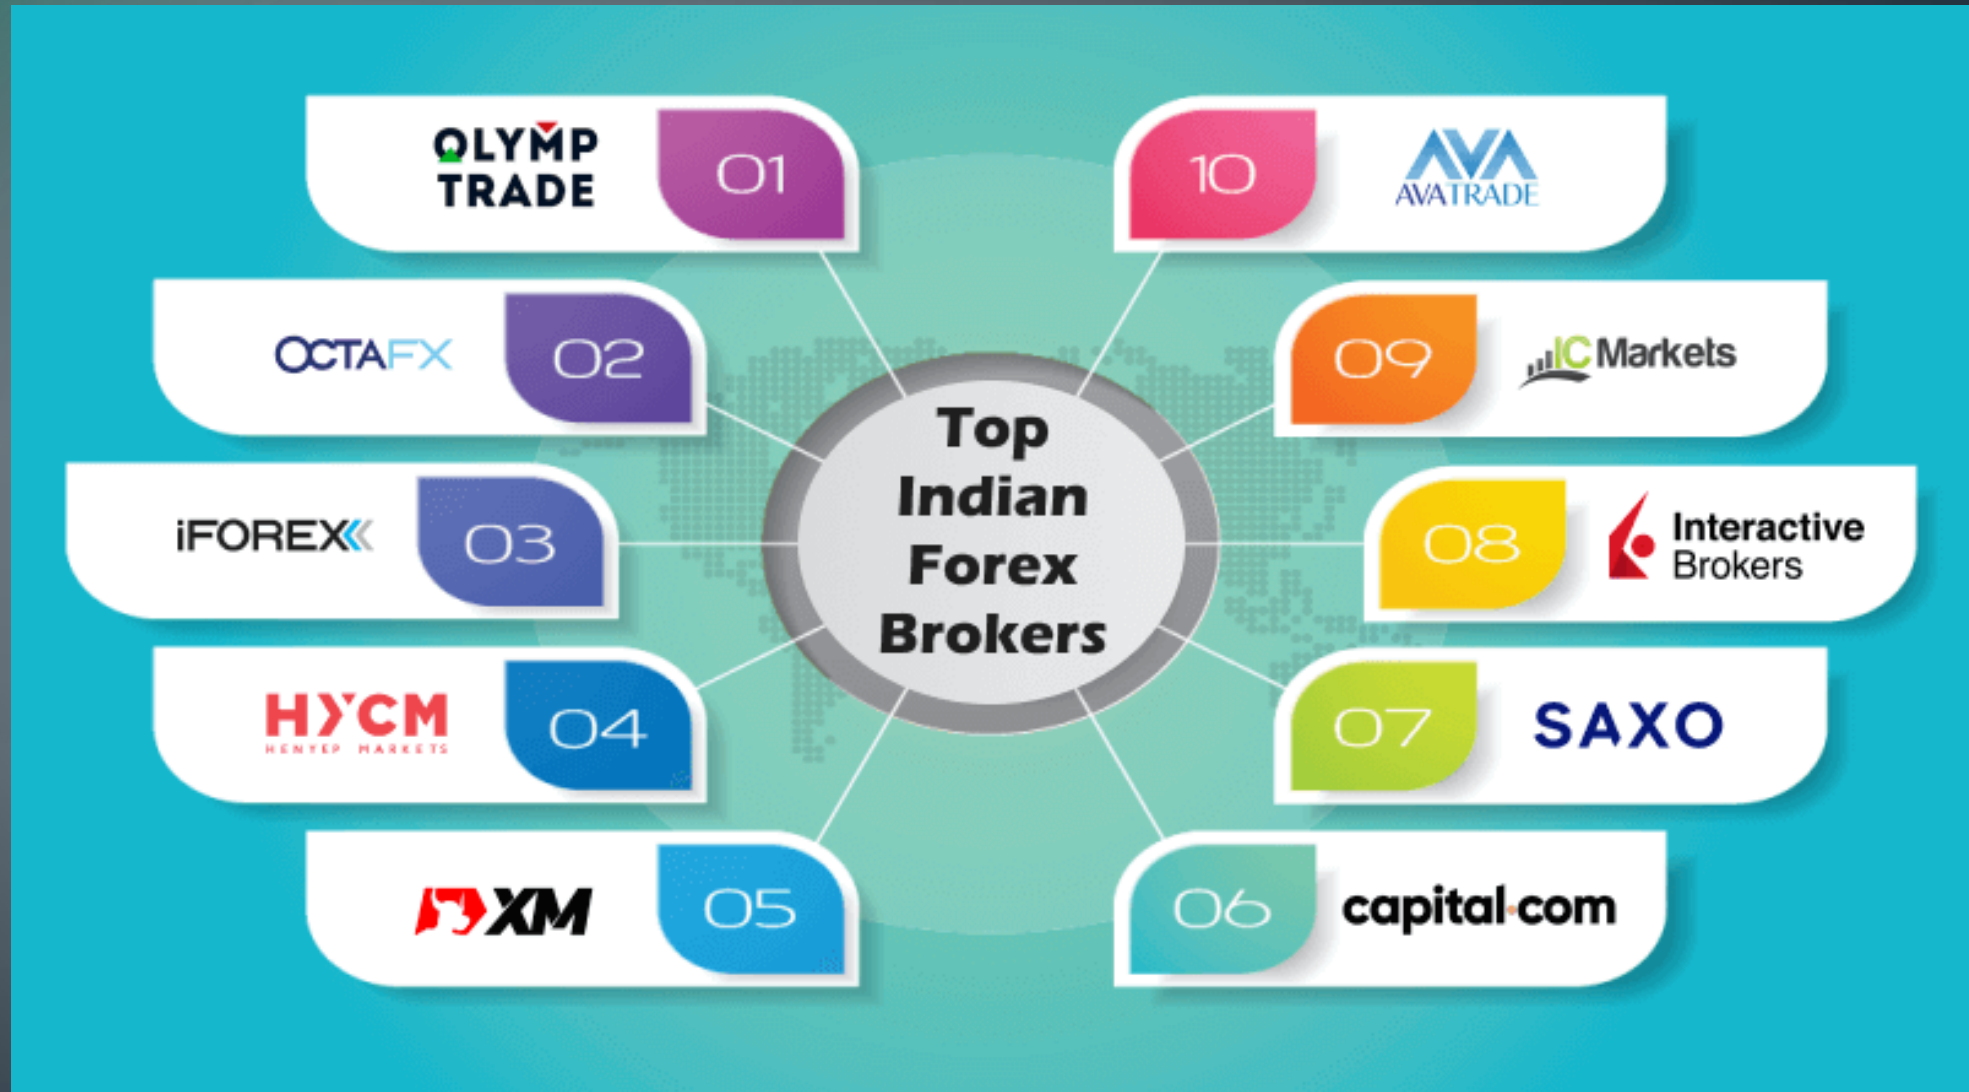 Top
Indian
Forex
Brokers
OLYMP
TRADE
01
OCTAFX
02
iFOREX
03
HYCM
HENYEP MARKETS
04
XM
05
06
capital.com
07
SAXO
08
Interactive
Brokers
09
IC Markets
10
AVA
AVATRADE